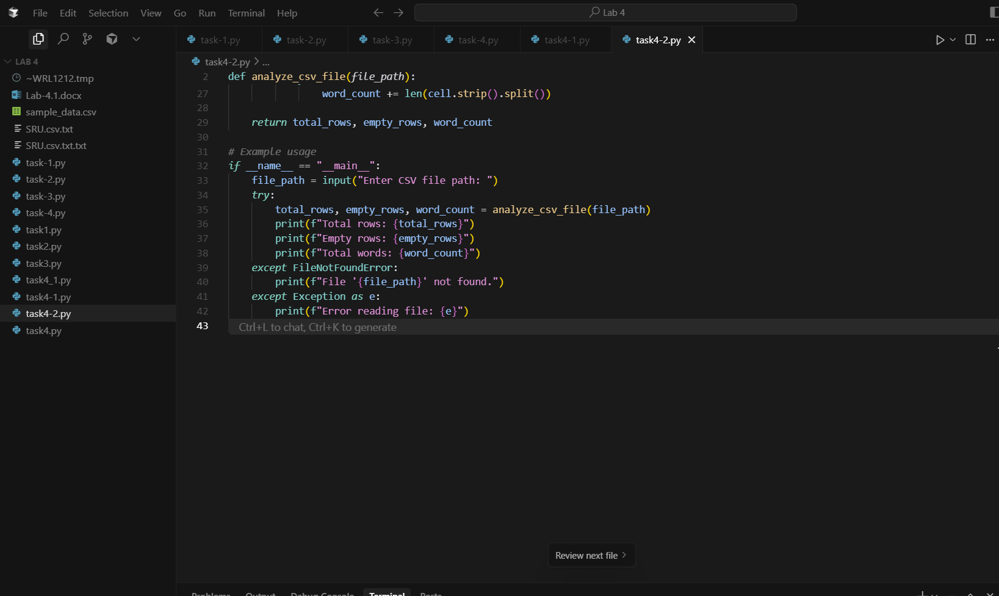 File Edit Selection View Go Run Terminal Help
Lab 4
task-1.py task-2.py task-3.py task-4.py task4-1.py task4-2.py
LAB 4
~WRL1212.tmp
Lab-4.1.docx
sample_data.csv
SRU.csv.txt
SRU.csv.txt.txt
task-1.py
task-2.py
task-3.py
task-4.py
task1.py
task2.py
task3.py
task4_1.py
task4-1.py
task4-2.py
task4.py
task4-2.py > ...
2 def analyze_csv_file(file_path):
27 word_count += len(cell.strip().split())
28
29 return total_rows, empty_rows, word_count
30
31 # Example usage
32 if __name__ == "__main__":
33 file_path = input("Enter CSV file path: ")
34 try:
35 total_rows, empty_rows, word_count = analyze_csv_file(file_path)
36 print(f"Total rows: {total_rows}")
37 print(f"Empty rows: {empty_rows}")
38 print(f"Total words: {word_count}")
39 except FileNotFoundError:
40 print(f"File '{file_path}' not found.")
41 except Exception as e:
42 print(f"Error reading file: {e}")
43 Ctrl+L to chat, Ctrl+K to generate
Review next file
Problems Output Debug Console Terminal Ports